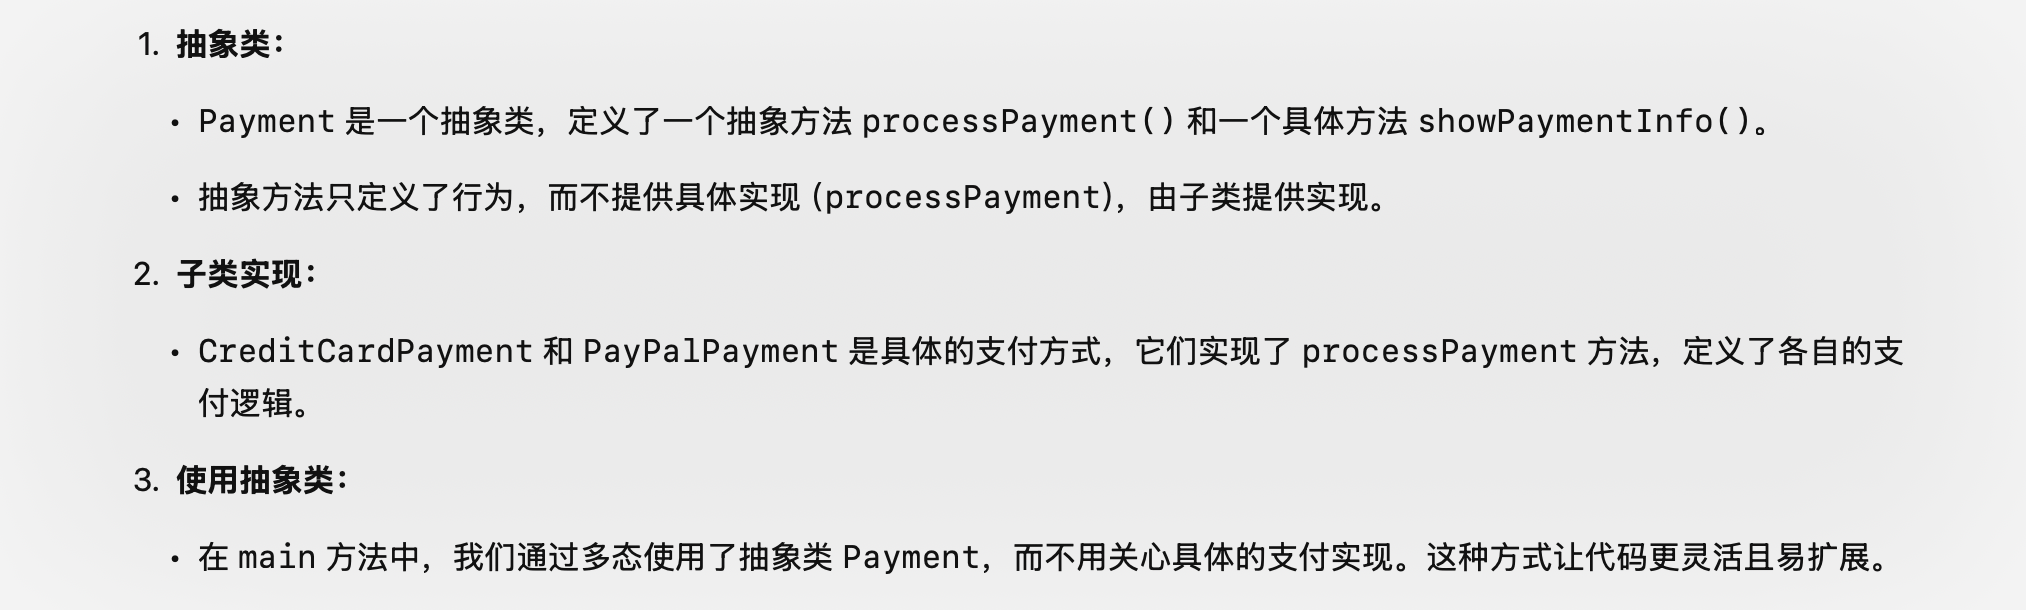 1. 抽象类：
• Payment 是一个抽象类，定义了一个抽象方法 processPayment() 和一个具体方法 showPaymentInfo()。
• 抽象方法只定义了行为，而不提供具体实现 (processPayment)，由子类提供实现。
2. 子类实现：
• CreditCardPayment 和 PayPalPayment 是具体的支付方式，它们实现了 processPayment 方法，定义了各自的支
付逻辑。
3. 使用抽象类：
• 在 main 方法中，我们通过多态使用了抽象类 Payment，而不用关心具体的支付实现。这种方式让代码更灵活且易扩展。